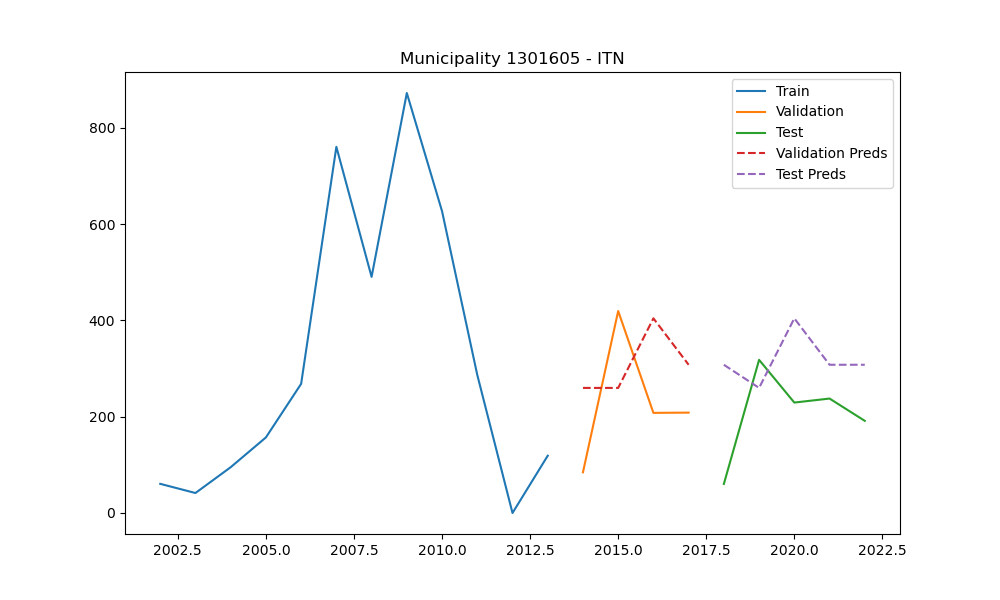 Municipality 1301605 - ITN
Train
Validation
Test
Validation Preds
Test Preds
800
600
400
200
0
2002.5 2005.0 2007.5 2010.0 2012.5 2015.0 2017.5 2020.0 2022.5